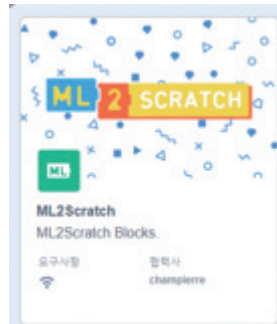 ML 2 SCRATCH
ML
ML2Scratch
ML2Scratch Blocks.
요구사항 협력사
champierre